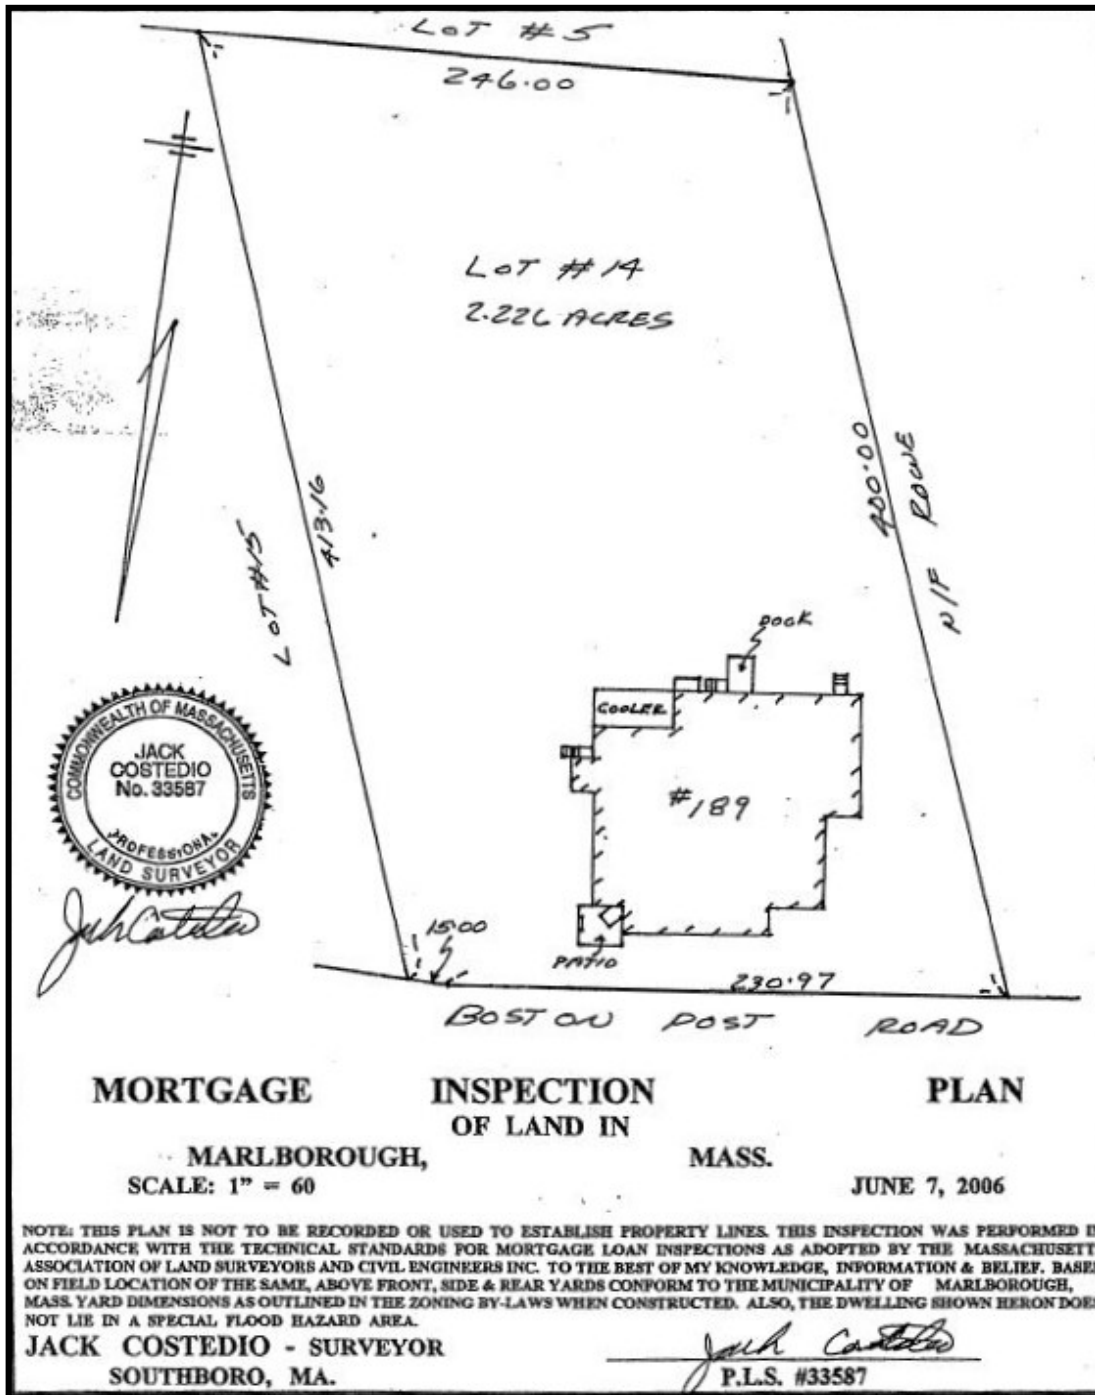 LOT #5
246.00
LOT #14
2.226 ACRES
413.16
LOT #15
400.00
N/F ROWE
DOCK
COOLER
#189
COMMONWEALTH OF MASSACHUSETTS
JACK
COSTEDIO
No. 33587
PROFESSIONAL
LAND SURVEYOR
15.00
PATIO
230.97
BOSTON POST ROAD
MORTGAGE INSPECTION PLAN
OF LAND IN
MARLBOROUGH, MASS.
SCALE: 1" = 60 JUNE 7, 2006
NOTE: THIS PLAN IS NOT TO BE RECORDED OR USED TO ESTABLISH PROPERTY LINES. THIS INSPECTION WAS PERFORMED I
ACCORDANCE WITH THE TECHNICAL STANDARDS FOR MORTGAGE LOAN INSPECTIONS AS ADOPTED BY THE MASSACHUSETT
ASSOCIATION OF LAND SURVEYORS AND CIVIL ENGINEERS INC. TO THE BEST OF MY KNOWLEDGE, INFORMATION & BELIEF. BASE
ON FIELD LOCATION OF THE SAME, ABOVE FRONT, SIDE & REAR YARDS CONFORM TO THE MUNICIPALITY OF MARLBOROUGH,
MASS. YARD DIMENSIONS AS OUTLINED IN THE ZONING BY-LAWS WHEN CONSTRUCTED. ALSO, THE DWELLING SHOWN HERON DOE
NOT LIE IN A SPECIAL FLOOD HAZARD AREA.
JACK COSTEDIO - SURVEYOR
SOUTHBORO, MA.
Jack Costedio
P.L.S. #33587